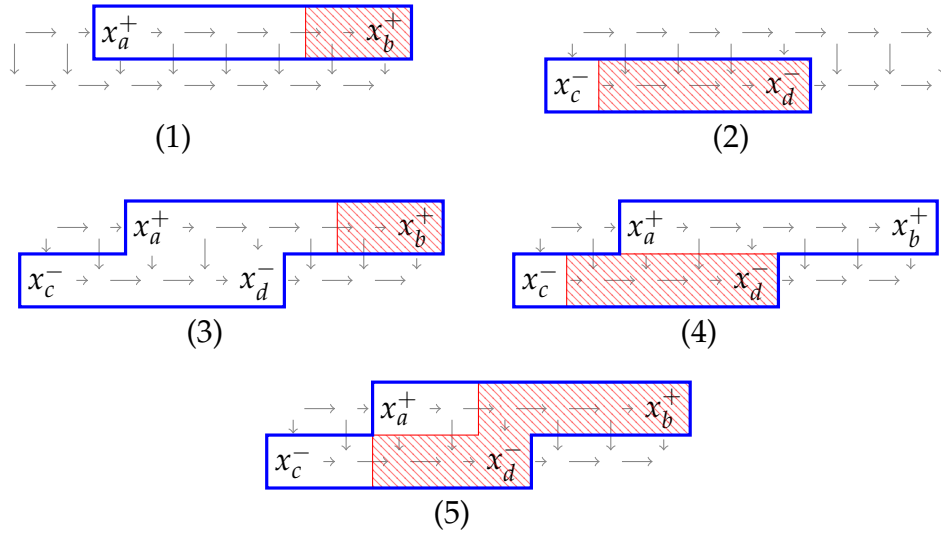 x_a^+ x_b^+
x_c^- x_d^-
(1) (2)
x_a^+ x_b^+ x_a^+ x_b^+
x_c^- x_d^- x_c^- x_d^-
(3) (4)
x_a^+ x_b^+
x_c^- x_d^-
(5)